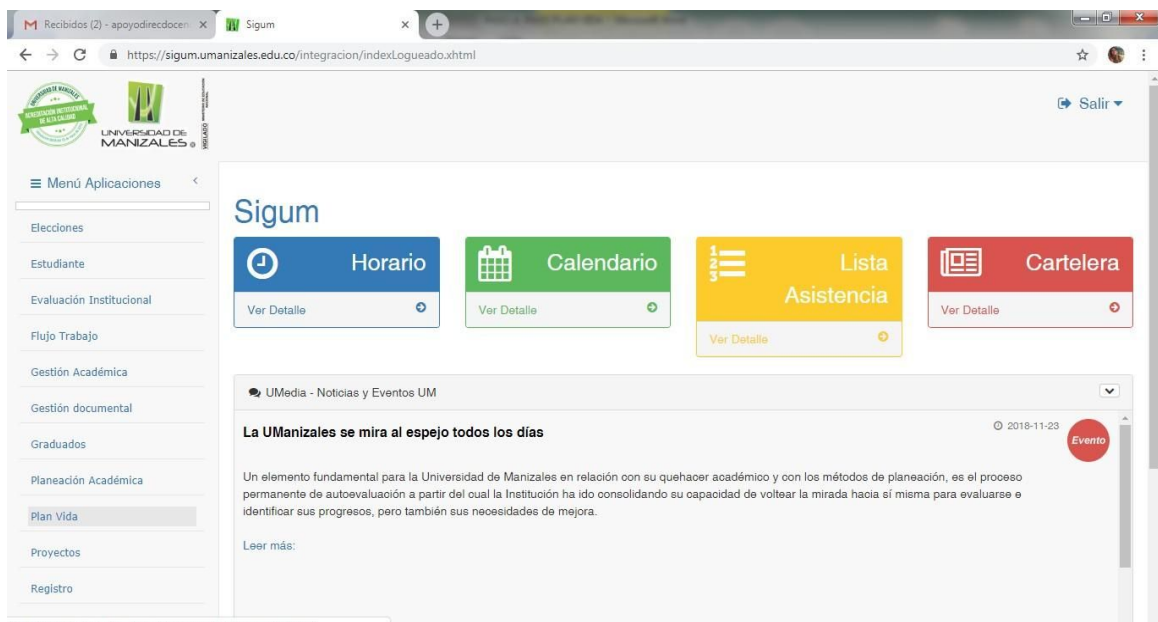 Recibidos (2) - apoyodirecdocen
Sigum
https://sigum.umanizales.edu.co/integracion/indexLogueado.xhtml
UNIVERSIDAD DE
MANIZALES
VIGILADO
Salir
Menú Aplicaciones
Elecciones
Estudiante
Evaluación Institucional
Flujo Trabajo
Gestión Académica
Gestión documental
Graduados
Planeación Académica
Plan Vida
Proyectos
Registro
Sigum
Horario
Ver Detalle
Calendario
Ver Detalle
1
2
3
Lista
Asistencia
Ver Detalle
Cartelera
Ver Detalle
UMedia - Noticias y Eventos UM
La UManizales se mira al espejo todos los días
2018-11-23
Evento
Un elemento fundamental para la Universidad de Manizales en relación con su quehacer académico y con los métodos de planeación, es el proceso
permanente de autoevaluación a partir del cual la Institución ha ido consolidando su capacidad de voltear la mirada hacia sí misma para evaluarse e
identificar sus progresos, pero también sus necesidades de mejora.
Leer más: